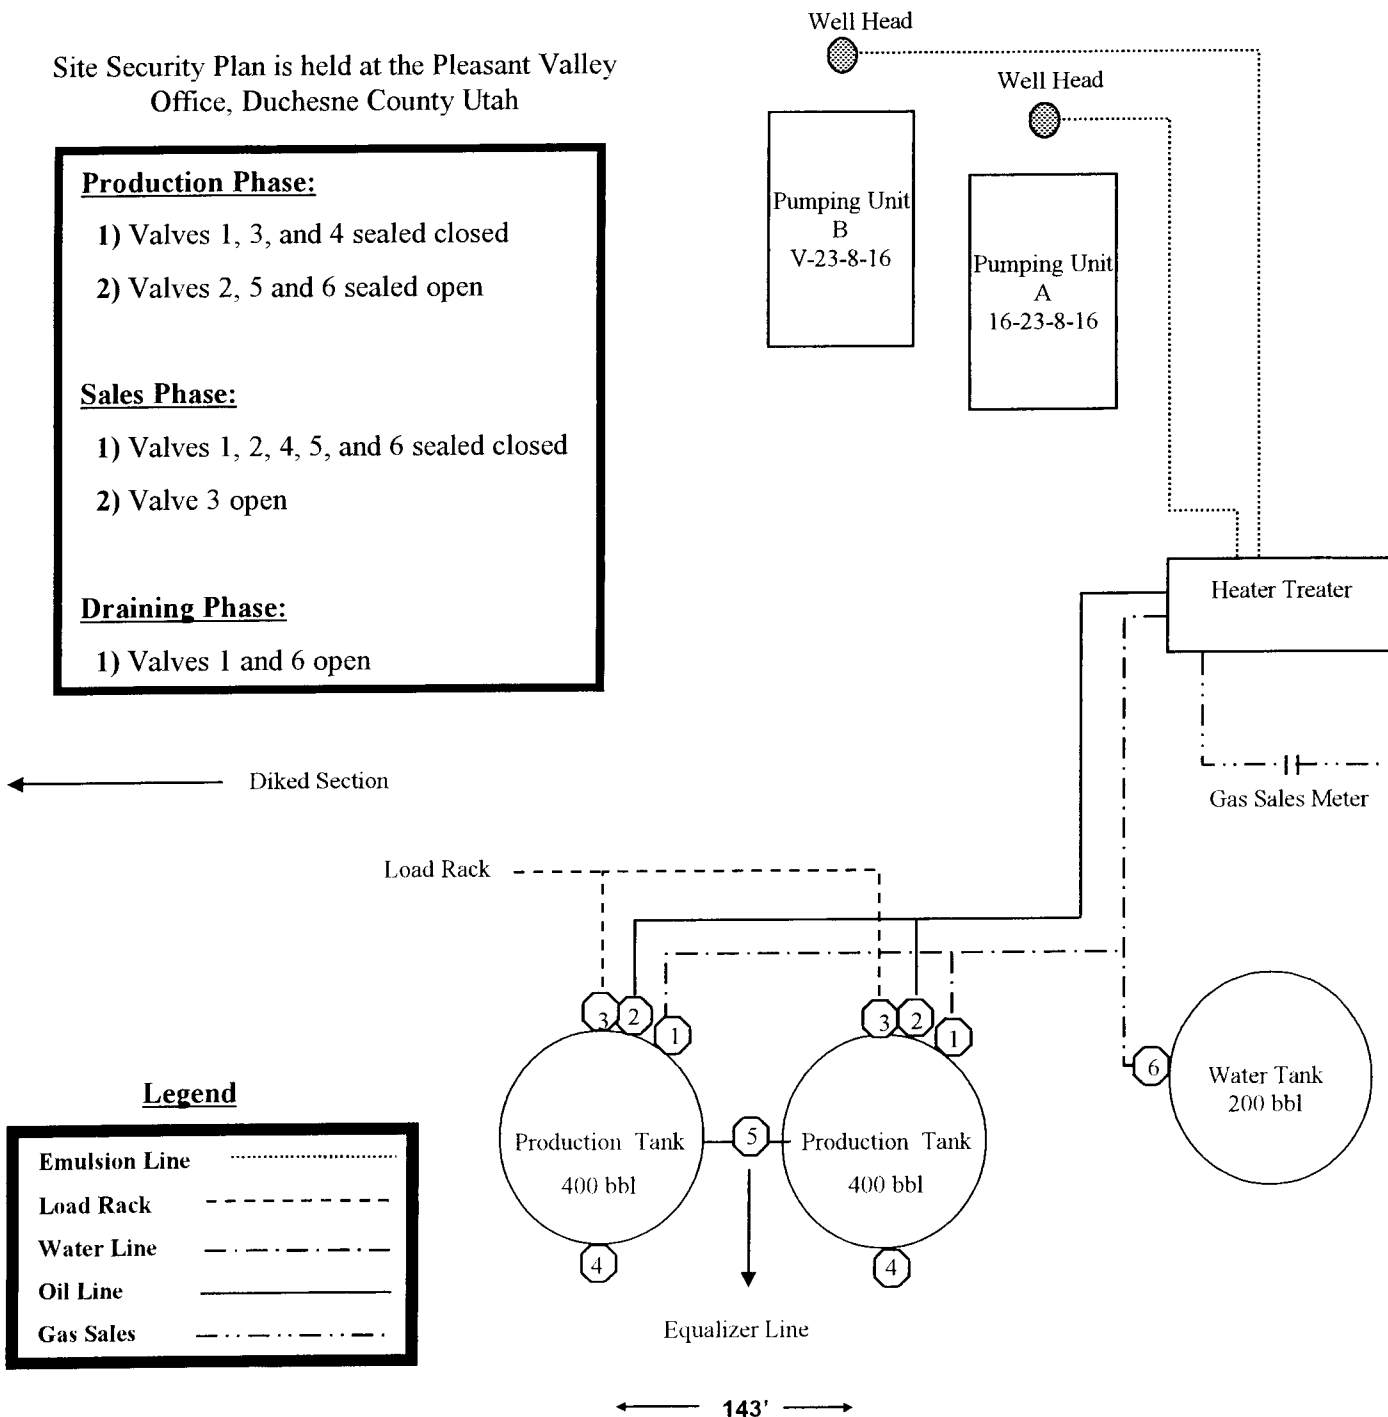 Site Security Plan is held at the Pleasant Valley
Office, Duchesne County Utah
Production Phase:
1) Valves 1, 3, and 4 sealed closed
2) Valves 2, 5 and 6 sealed open
Sales Phase:
1) Valves 1, 2, 4, 5, and 6 sealed closed
2) Valve 3 open
Draining Phase:
1) Valves 1 and 6 open
Well Head
Well Head
Pumping Unit
B
V-23-8-16
Pumping Unit
A
16-23-8-16
Heater Treater
Diked Section
Gas Sales Meter
Load Rack
3
2
1
3
2
1
6
Water Tank
200 bbl
Production Tank
400 bbl
5
Production Tank
400 bbl
4
4
Equalizer Line
Legend
Emulsion Line
Load Rack
Water Line
Oil Line
Gas Sales
143'